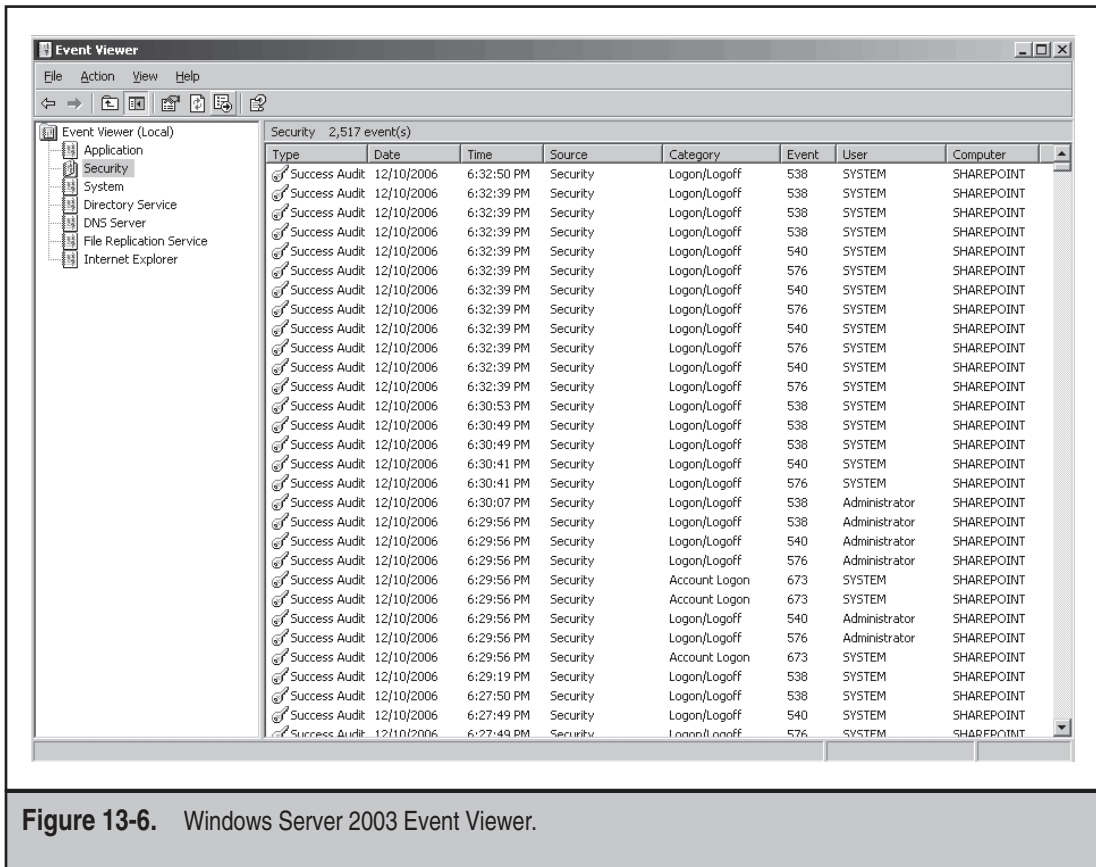 Event Viewer
File Action View Help
Event Viewer (Local)
Application
Security
System
Directory Service
DNS Server
File Replication Service
Internet Explorer
Security 2,517 event(s)
Type Date Time Source Category Event User Computer
Success Audit 12/10/2006 6:32:50 PM Security Logon/Logoff 538 SYSTEM SHAREPOINT
Success Audit 12/10/2006 6:32:39 PM Security Logon/Logoff 538 SYSTEM SHAREPOINT
Success Audit 12/10/2006 6:32:39 PM Security Logon/Logoff 538 SYSTEM SHAREPOINT
Success Audit 12/10/2006 6:32:39 PM Security Logon/Logoff 538 SYSTEM SHAREPOINT
Success Audit 12/10/2006 6:32:39 PM Security Logon/Logoff 540 SYSTEM SHAREPOINT
Success Audit 12/10/2006 6:32:39 PM Security Logon/Logoff 576 SYSTEM SHAREPOINT
Success Audit 12/10/2006 6:32:39 PM Security Logon/Logoff 540 SYSTEM SHAREPOINT
Success Audit 12/10/2006 6:32:39 PM Security Logon/Logoff 576 SYSTEM SHAREPOINT
Success Audit 12/10/2006 6:32:39 PM Security Logon/Logoff 540 SYSTEM SHAREPOINT
Success Audit 12/10/2006 6:32:39 PM Security Logon/Logoff 576 SYSTEM SHAREPOINT
Success Audit 12/10/2006 6:32:39 PM Security Logon/Logoff 540 SYSTEM SHAREPOINT
Success Audit 12/10/2006 6:32:39 PM Security Logon/Logoff 576 SYSTEM SHAREPOINT
Success Audit 12/10/2006 6:30:53 PM Security Logon/Logoff 538 SYSTEM SHAREPOINT
Success Audit 12/10/2006 6:30:49 PM Security Logon/Logoff 538 SYSTEM SHAREPOINT
Success Audit 12/10/2006 6:30:49 PM Security Logon/Logoff 538 SYSTEM SHAREPOINT
Success Audit 12/10/2006 6:30:41 PM Security Logon/Logoff 540 SYSTEM SHAREPOINT
Success Audit 12/10/2006 6:30:41 PM Security Logon/Logoff 576 SYSTEM SHAREPOINT
Success Audit 12/10/2006 6:30:07 PM Security Logon/Logoff 538 Administrator SHAREPOINT
Success Audit 12/10/2006 6:29:56 PM Security Logon/Logoff 538 Administrator SHAREPOINT
Success Audit 12/10/2006 6:29:56 PM Security Logon/Logoff 540 Administrator SHAREPOINT
Success Audit 12/10/2006 6:29:56 PM Security Logon/Logoff 576 Administrator SHAREPOINT
Success Audit 12/10/2006 6:29:56 PM Security Account Logon 673 SYSTEM SHAREPOINT
Success Audit 12/10/2006 6:29:56 PM Security Account Logon 673 SYSTEM SHAREPOINT
Success Audit 12/10/2006 6:29:56 PM Security Logon/Logoff 540 Administrator SHAREPOINT
Success Audit 12/10/2006 6:29:56 PM Security Logon/Logoff 576 Administrator SHAREPOINT
Success Audit 12/10/2006 6:29:56 PM Security Account Logon 673 SYSTEM SHAREPOINT
Success Audit 12/10/2006 6:29:19 PM Security Logon/Logoff 538 SYSTEM SHAREPOINT
Success Audit 12/10/2006 6:27:50 PM Security Logon/Logoff 538 SYSTEM SHAREPOINT
Success Audit 12/10/2006 6:27:49 PM Security Logon/Logoff 540 SYSTEM SHAREPOINT
Success Audit 12/10/2006 6:27:49 PM Security Logon/Logoff 576 SYSTEM SHAREPOINT
Figure 13-6. Windows Server 2003 Event Viewer.